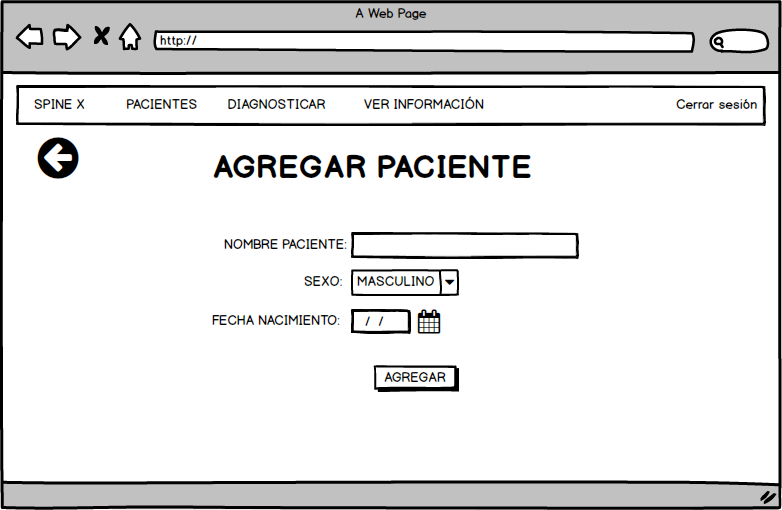 A Web Page
http://
SPINE X PACIENTES DIAGNOSTICAR VER INFORMACIÓN Cerrar sesión
AGREGAR PACIENTE
NOMBRE PACIENTE:
SEXO: MASCULINO
FECHA NACIMIENTO: / /
AGREGAR